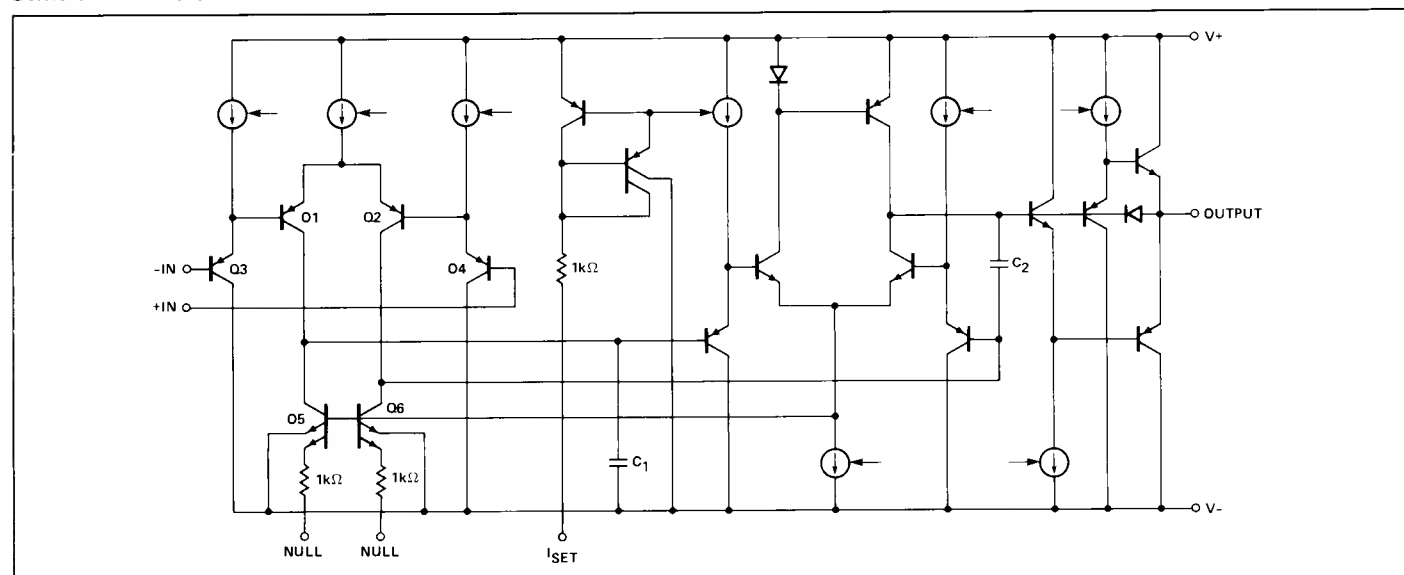 V+
Q1
Q2
Q3
Q4
-IN
+IN
1kΩ
OUTPUT
C2
Q5
Q6
C1
1kΩ
1kΩ
NULL
NULL
ISET
V-